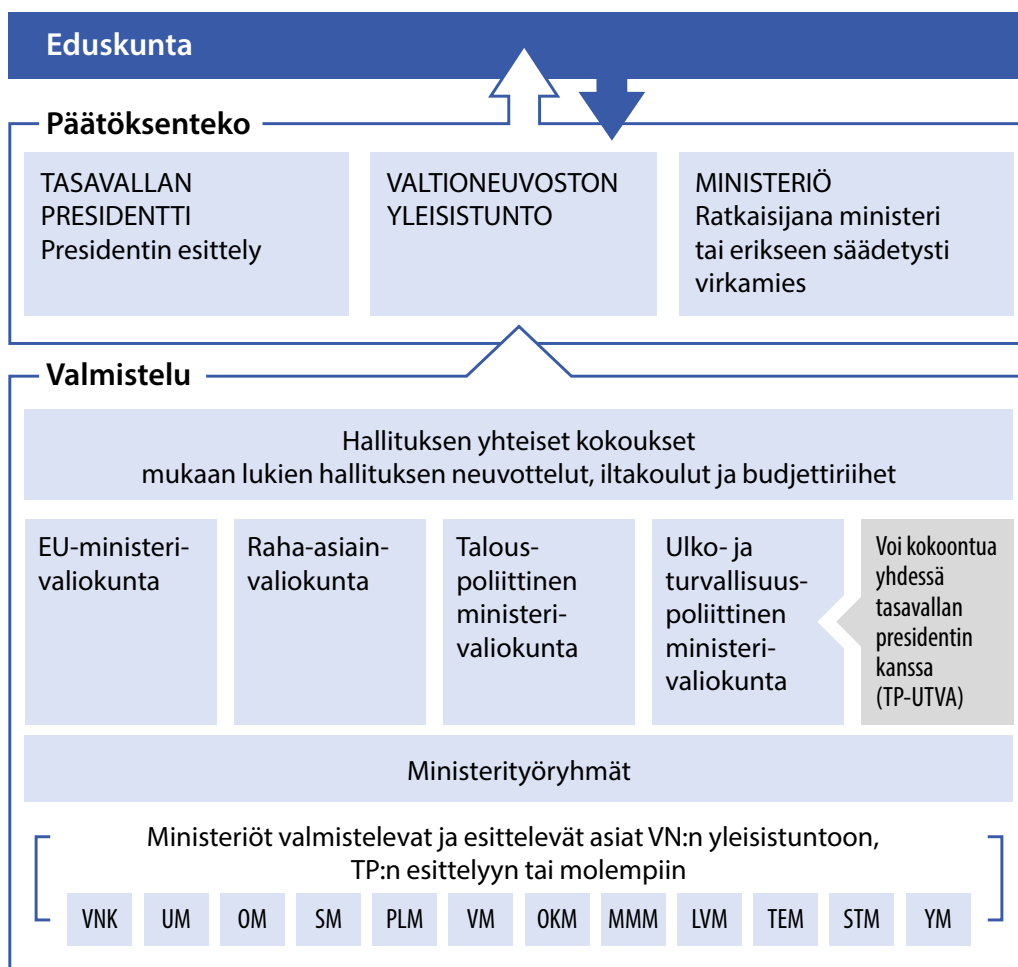 Eduskunta
Päätöksenteko
TASAVALLAN
PRESIDENTTI
Presidentin esittely
VALTIONEUVOSTON
YLEISISTUNTO
MINISTERIÖ
Ratkaisijana ministeri
tai erikseen säädetysti
virkamies
Valmistelu
Hallituksen yhteiset kokoukset
mukaan lukien hallituksen neuvottelut, iltakoulut ja budjettiriihet
EU-ministeri-
valiokunta
Raha-asiain-
valiokunta
Talous-
poliittinen
ministeri-
valiokunta
Ulko- ja
turvallisuus-
poliittinen
ministeri-
valiokunta
Voi kokoontua
yhdessä
tasavallan
presidentin
kanssa
(TP-UTVA)
Ministerityöryhmät
Ministeriöt valmistelevat ja esittelevät asiat VN:n yleisistuntoon,
TP:n esittelyyn tai molempiin
VNK UM OM SM PLM VM OKM MMM LVM TEM STM YM